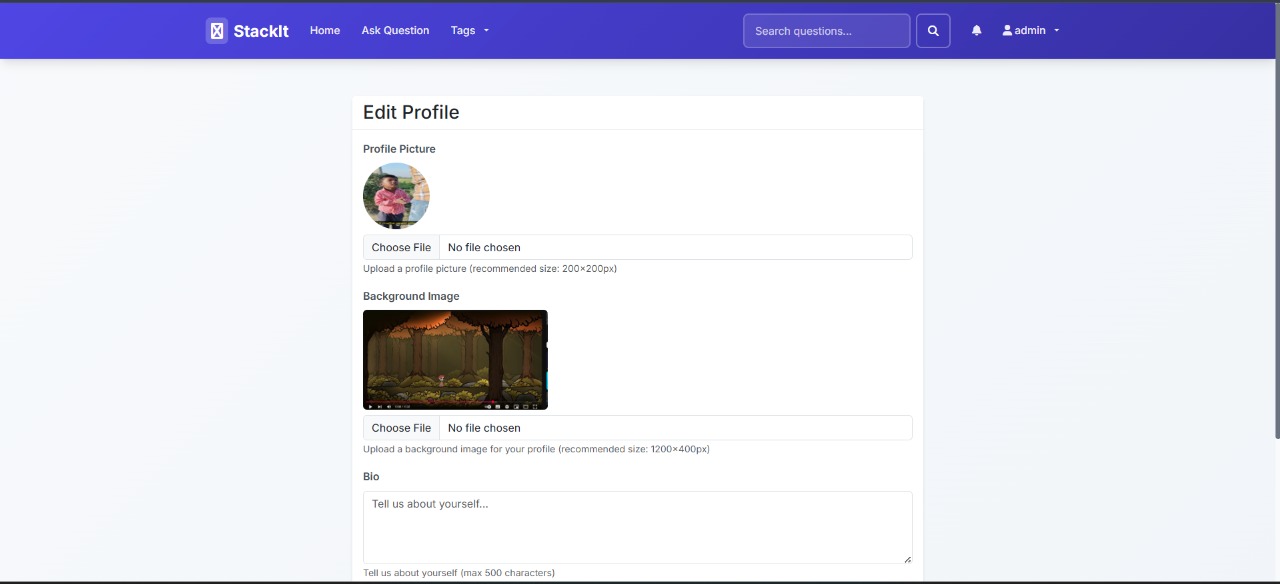 StackIt Home Ask Question Tags Search questions... admin
Edit Profile
Profile Picture
Choose File No file chosen
Upload a profile picture (recommended size: 200×200px)
Background Image
Choose File No file chosen
Upload a background image for your profile (recommended size: 1200×400px)
Bio
Tell us about yourself...
Tell us about yourself (max 500 characters)